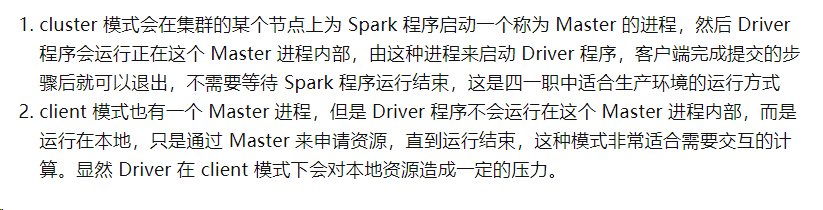 1. cluster 模式会在集群的某个节点上为 Spark 程序启动一个称为 Master 的进程，然后 Driver
程序会运行正在这个 Master 进程内部，由这种进程来启动 Driver 程序，客户端完成提交的步
骤后就可以退出，不需要等待 Spark 程序运行结束，这是四一职中适合生产环境的运行方式
2. client 模式也有一个 Master 进程，但是 Driver 程序不会运行在这个 Master 进程内部，而是
运行在本地，只是通过 Master 来申请资源，直到运行结束，这种模式非常适合需要交互的计
算。显然 Driver 在 client 模式下会对本地资源造成一定的压力。